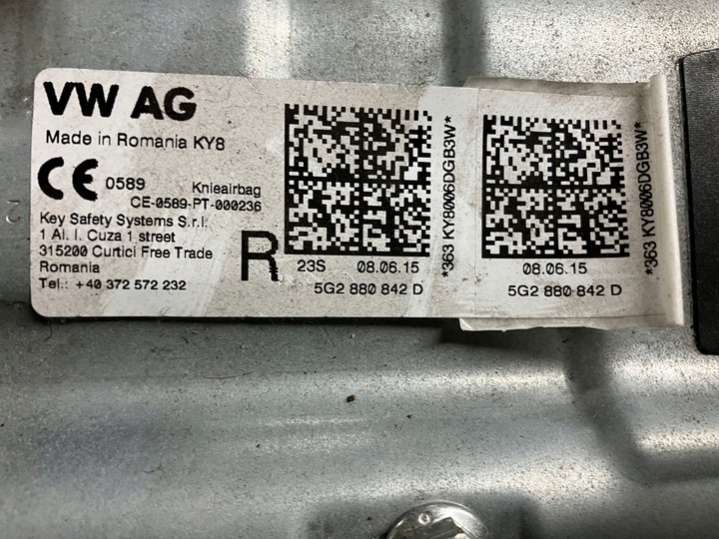 VW AG
Made in Romania KY8
CE 0589 Knieairbag
CE-0589-PT-000236
Key Safety Systems S.r.l.
1 Al. I. Cuza 1 street
315200 Curtici Free Trade
Romania
Tel.: +40 372 572 232
R
23S 08.06.15
5G2 880 842 D
*363 KY8006DGB3W*
08.06.15
5G2 880 842 D
*363 KY8006DGB3W*